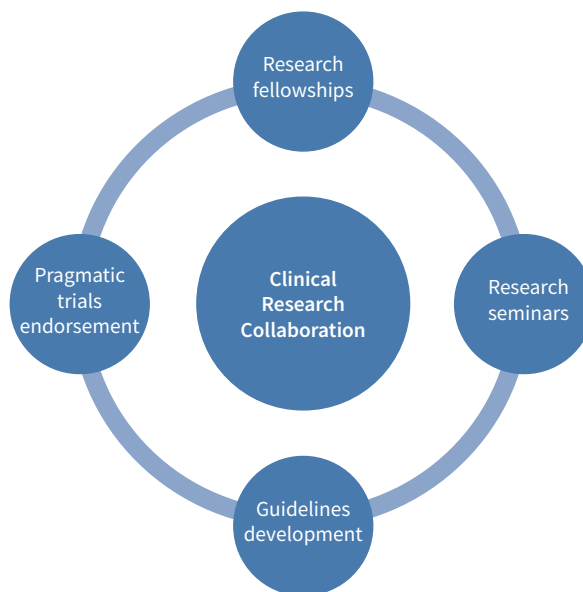 Research
fellowships
Pragmatic
trials
endorsement
Clinical
Research
Collaboration
Research
seminars
Guidelines
development